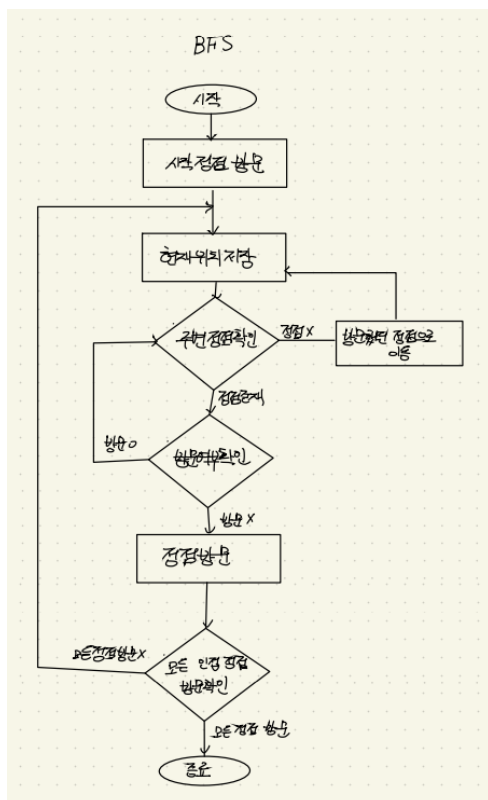 BFS
시작
시작 정점 방문
현재 위치 저장
주변 정점 확인
정점 X
방문했던 정점으로
이동
정점존재
방문 O
방문여부확인
방문 X
정점방문
모든정점방문X
모든 인접 정점
방문확인
모든 정점 방문
종료